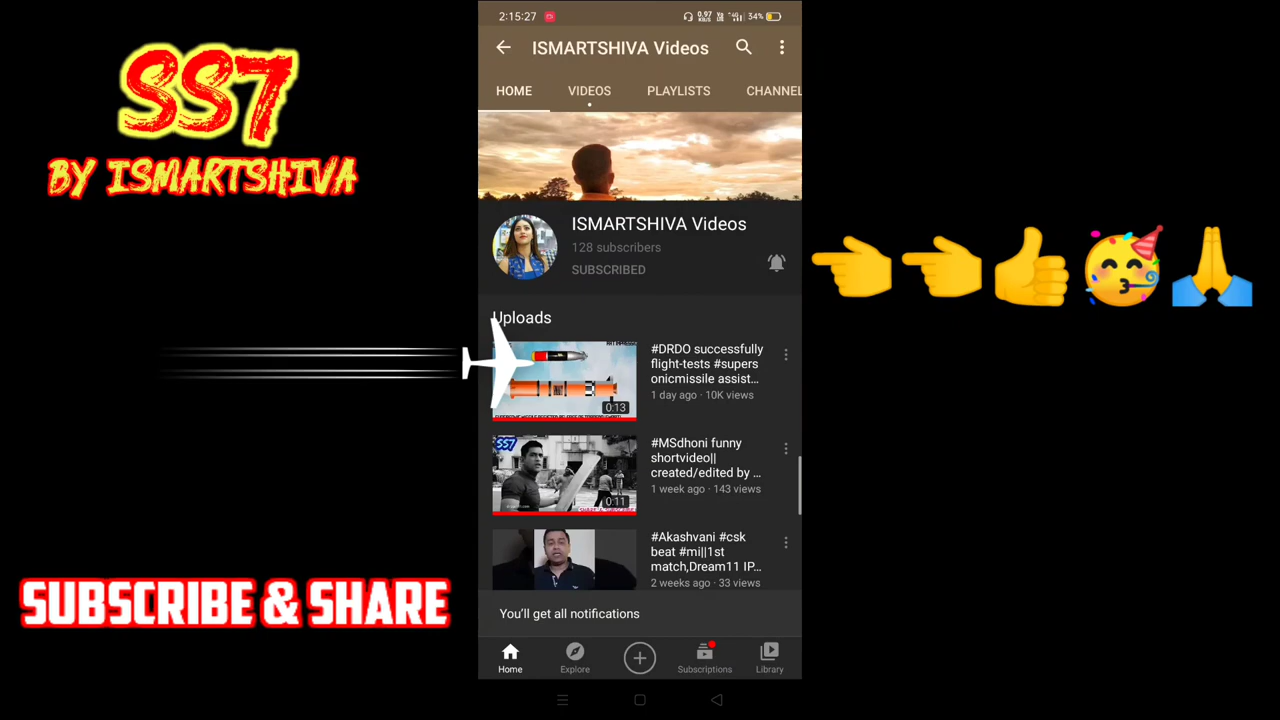 SS7
BY ISMARTSHIVA
SUBSCRIBE & SHARE
2:15:27
0.97
KB/S
34%
ISMARTSHIVA Videos
HOME
VIDEOS
PLAYLISTS
CHANNEL
ISMARTSHIVA Videos
128 subscribers
SUBSCRIBED
Uploads
0:13
#DRDO successfully
flight-tests #supers
onicmissile assist...
1 day ago · 10K views
SS7
0:11
#MSdhoni funny
shortvideo||
created/edited by ...
1 week ago · 143 views
#Akashvani #csk
beat #mi||1st
match,Dream11 IP...
2 weeks ago · 33 views
You'll get all notifications
Home
Explore
Subscriptions
Library